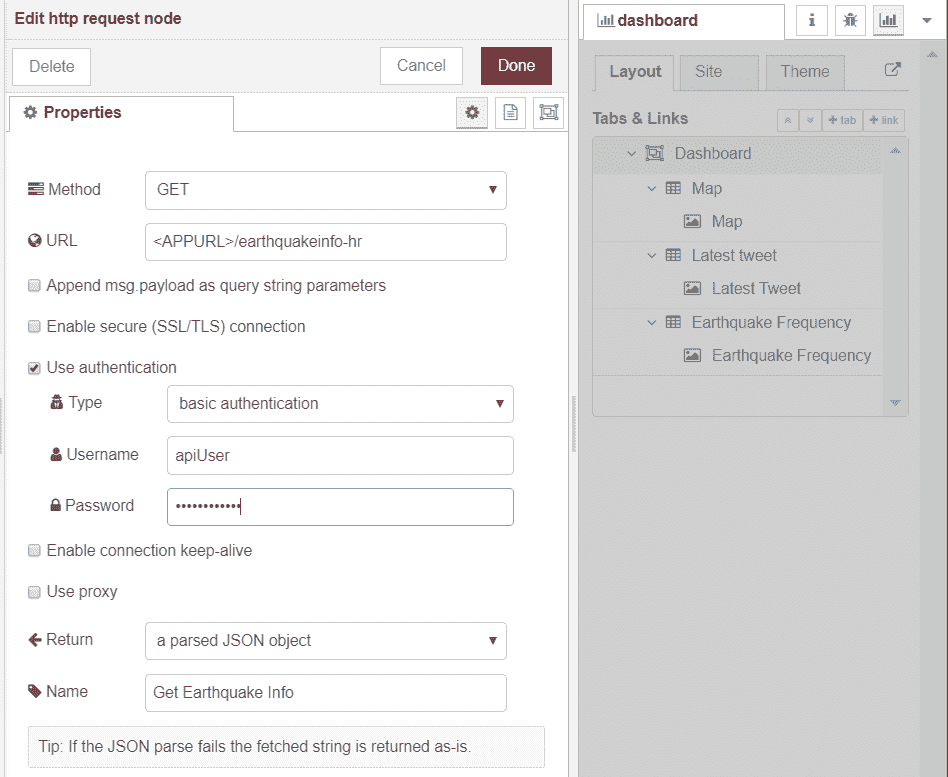 Edit http request node
Delete
Cancel
Done
Properties
Method
GET
URL
<APPURL>/earthquakeinfo-hr
Append msg.payload as query string parameters
Enable secure (SSL/TLS) connection
Use authentication
Type
basic authentication
Username
apiUser
Password
••••••••••••
Enable connection keep-alive
Use proxy
Return
a parsed JSON object
Name
Get Earthquake Info
Tip: If the JSON parse fails the fetched string is returned as-is.
dashboard
i
Layout
Site
Theme
Tabs & Links
+ tab
+ link
Dashboard
Map
Map
Latest tweet
Latest Tweet
Earthquake Frequency
Earthquake Frequency